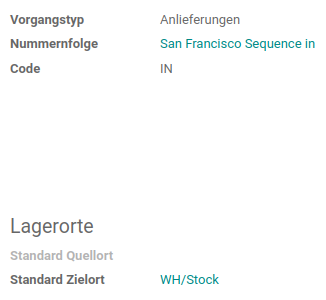 Vorgangstyp Anlieferungen
Nummernfolge San Francisco Sequence in
Code IN
Lagerorte
Standard Quellort
Standard Zielort WH/Stock